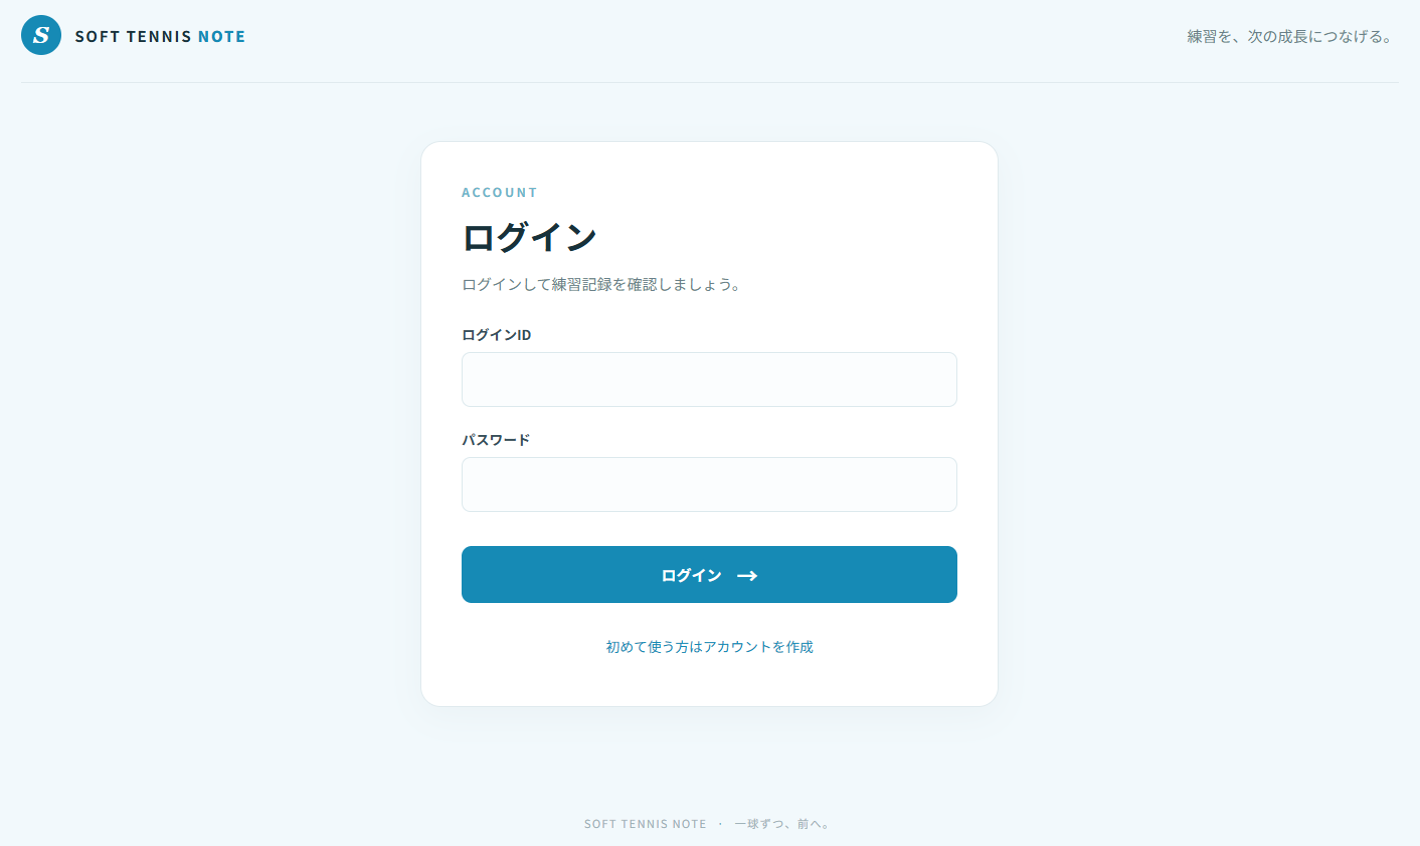 S SOFT TENNIS NOTE
練習を、次の成長につなげる。
ACCOUNT
ログイン
ログインして練習記録を確認しましょう。
ログインID
パスワード
ログイン →
初めて使う方はアカウントを作成
SOFT TENNIS NOTE ・ 一球ずつ、前へ。